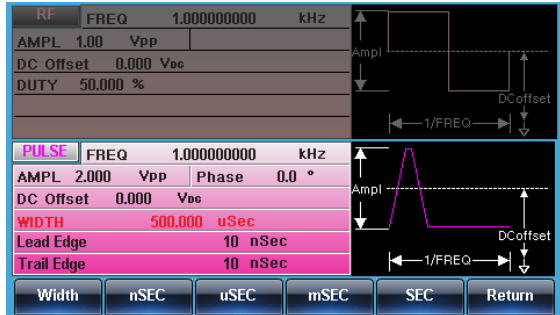 RF FREQ 1.000000000 kHz
AMPL 1.00 Vpp
DC Offset 0.000 VDC
DUTY 50.000 %
Ampl
DCoffset
1/FREQ
PULSE FREQ 1.000000000 kHz
AMPL 2.000 Vpp Phase 0.0 °
DC Offset 0.000 VDC
WIDTH 500.000 uSec
Lead Edge 10 nSec
Trail Edge 10 nSec
Ampl
DCoffset
1/FREQ
Width nSEC uSEC mSEC SEC Return